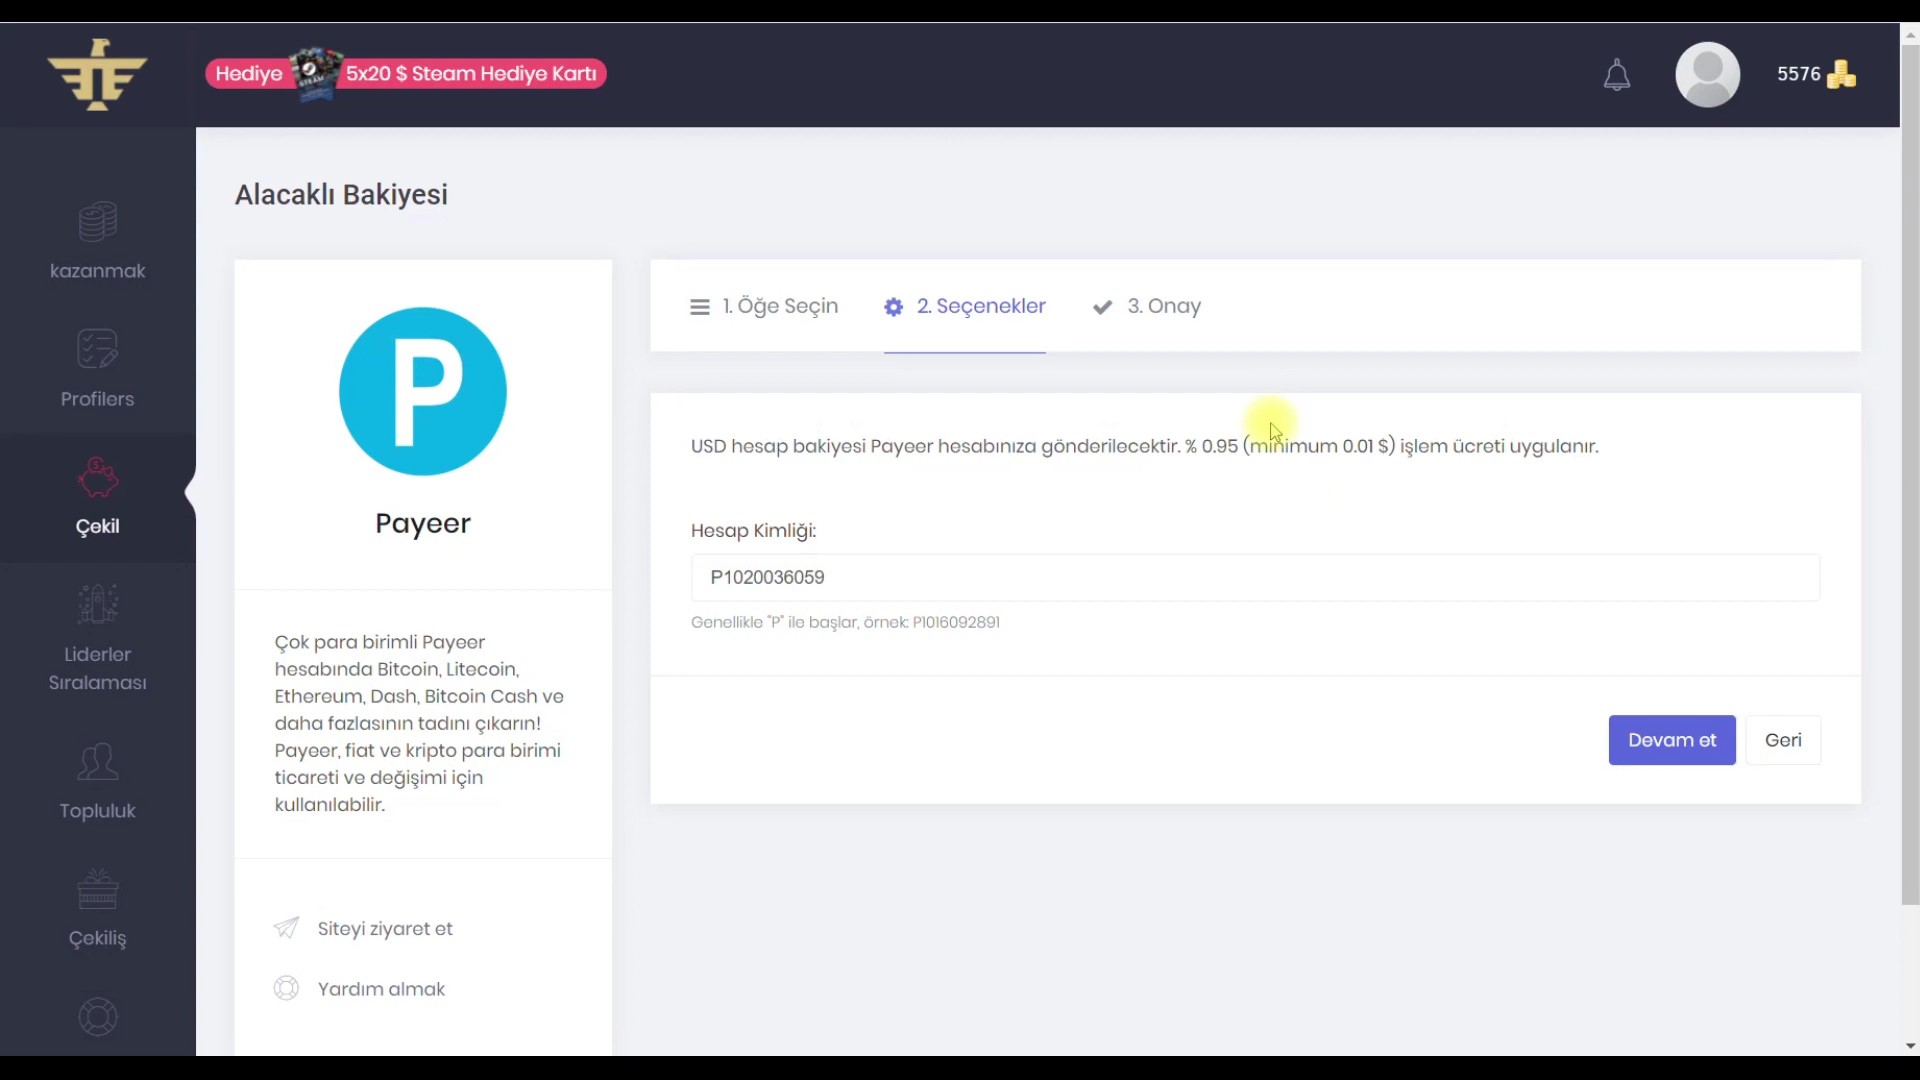 Hediye 5x20 $ Steam Hediye Kartı
5576
kazanmak
Profilers
Çekil
Liderler
Sıralaması
Topluluk
Çekiliş
Alacaklı Bakiyesi
P
Payeer
Çok para birimli Payeer
hesabında Bitcoin, Litecoin,
Ethereum, Dash, Bitcoin Cash ve
daha fazlasının tadını çıkarın!
Payeer, fiat ve kripto para birimi
ticareti ve değişimi için
kullanılabilir.
Siteyi ziyaret et
Yardım almak
1. Öğe Seçin
2. Seçenekler
3. Onay
USD hesap bakiyesi Payeer hesabınıza gönderilecektir. % 0.95 (minimum 0.01 $) işlem ücreti uygulanır.
Hesap Kimliği:
P1020036059
Genellikle "P" ile başlar, örnek: P1016092891
Devam et
Geri